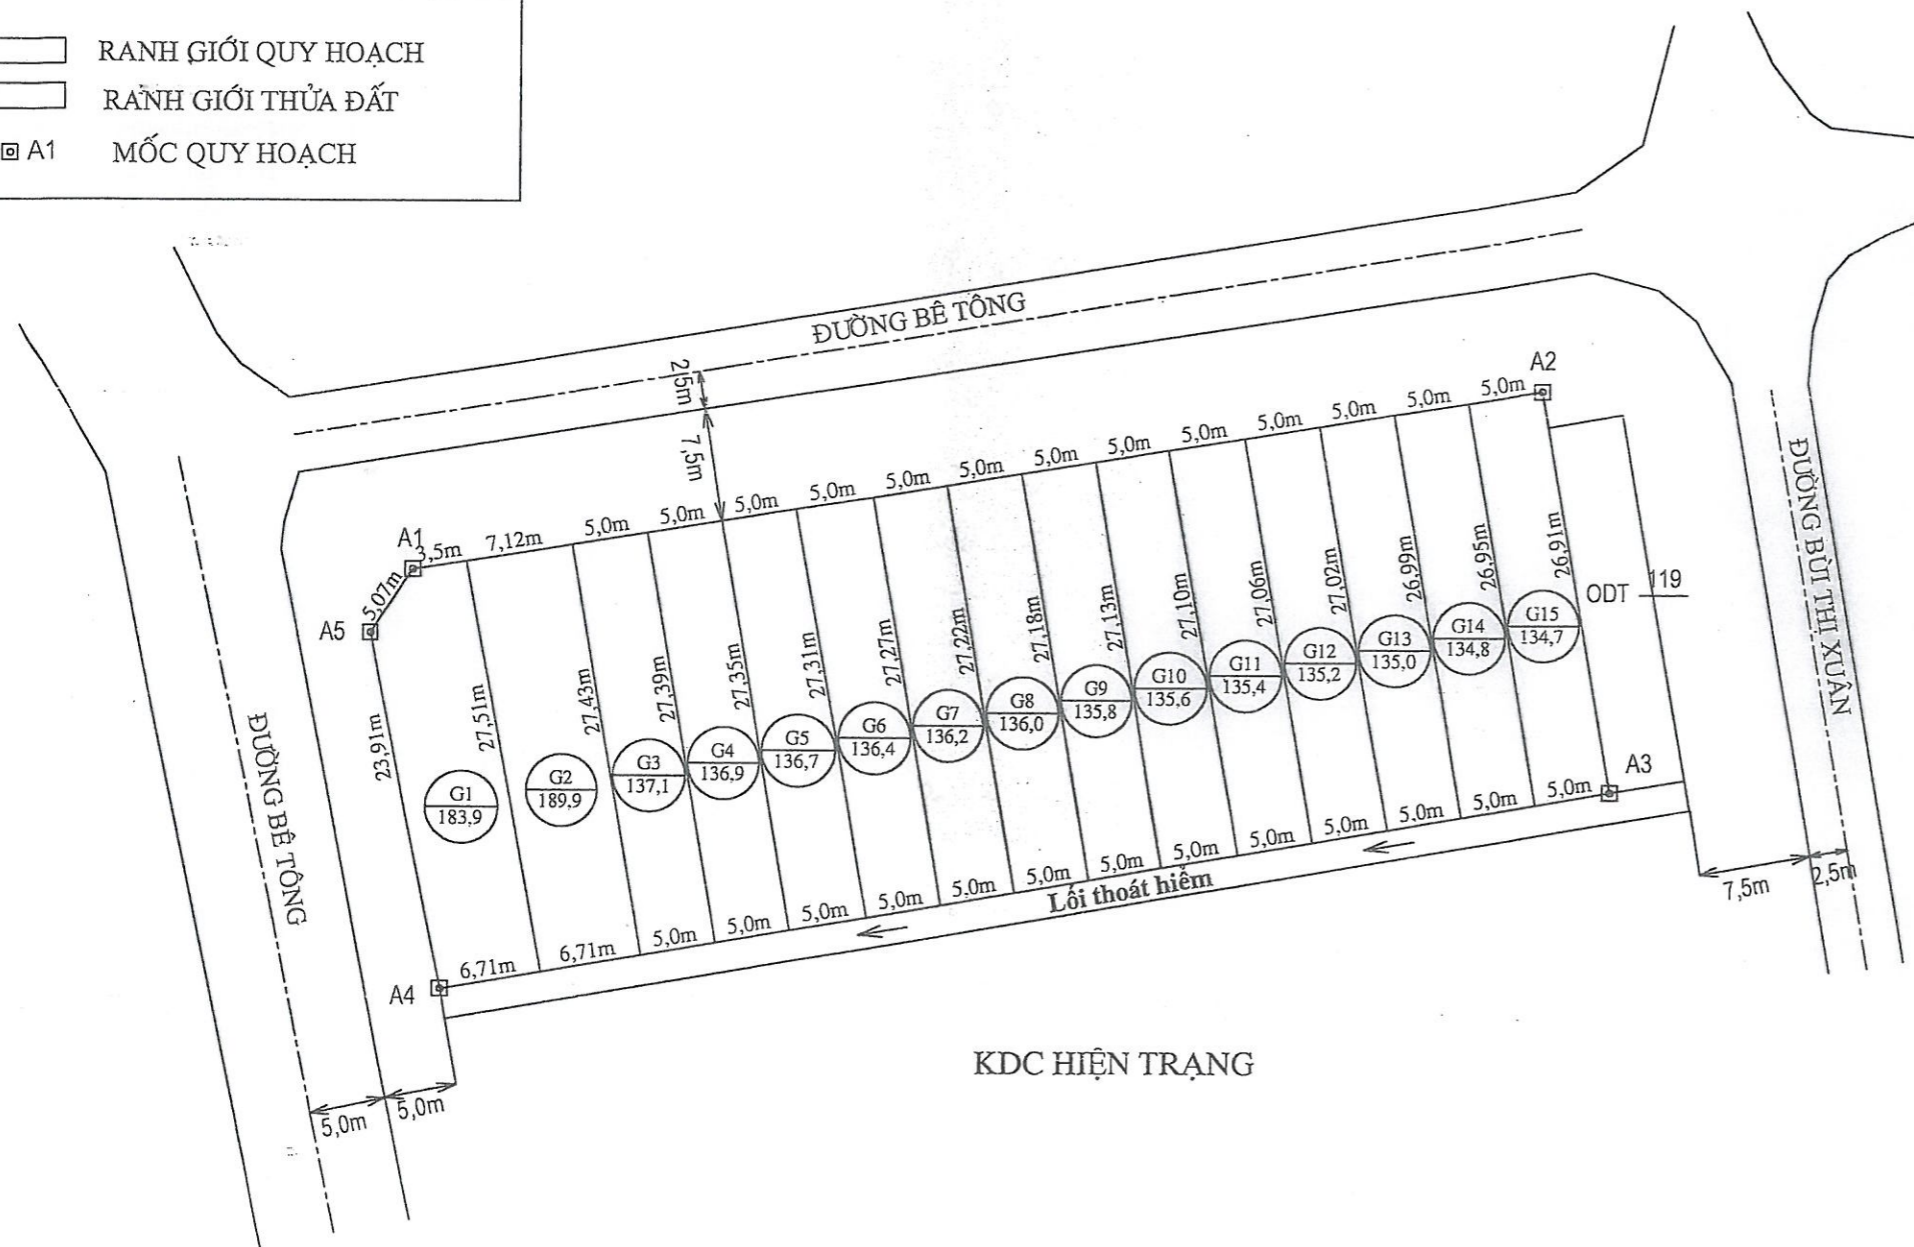 RANH GIỚI QUY HOẠCH
RANH GIỚI THỬA ĐẤT
A1 MỐC QUY HOẠCH
ĐƯỜNG BÊ TÔNG
2,5m
7,5m
A1
A2
A5
A4
A3
3,5m 7,12m 5,0m 5,0m 5,0m 5,0m 5,0m 5,0m 5,0m 5,0m 5,0m 5,0m 5,0m 5,0m 5,0m
5,07m
23,91m 27,51m 27,43m 27,39m 27,35m 27,31m 27,27m 27,22m 27,18m 27,13m 27,10m 27,06m 27,02m 26,99m 26,95m 26,91m
G1
183,9
G2
189,9
G3
137,1
G4
136,9
G5
136,7
G6
136,4
G7
136,2
G8
136,0
G9
135,8
G10
135,6
G11
135,4
G12
135,2
G13
135,0
G14
134,8
G15
134,7
ODT 119
6,71m 6,71m 5,0m 5,0m 5,0m 5,0m 5,0m 5,0m 5,0m 5,0m 5,0m 5,0m 5,0m 5,0m 5,0m
Lối thoát hiểm
ĐƯỜNG BÊ TÔNG
ĐƯỜNG BÙI THỊ XUÂN
7,5m 2,5m
KDC HIỆN TRẠNG
5,0m 5,0m